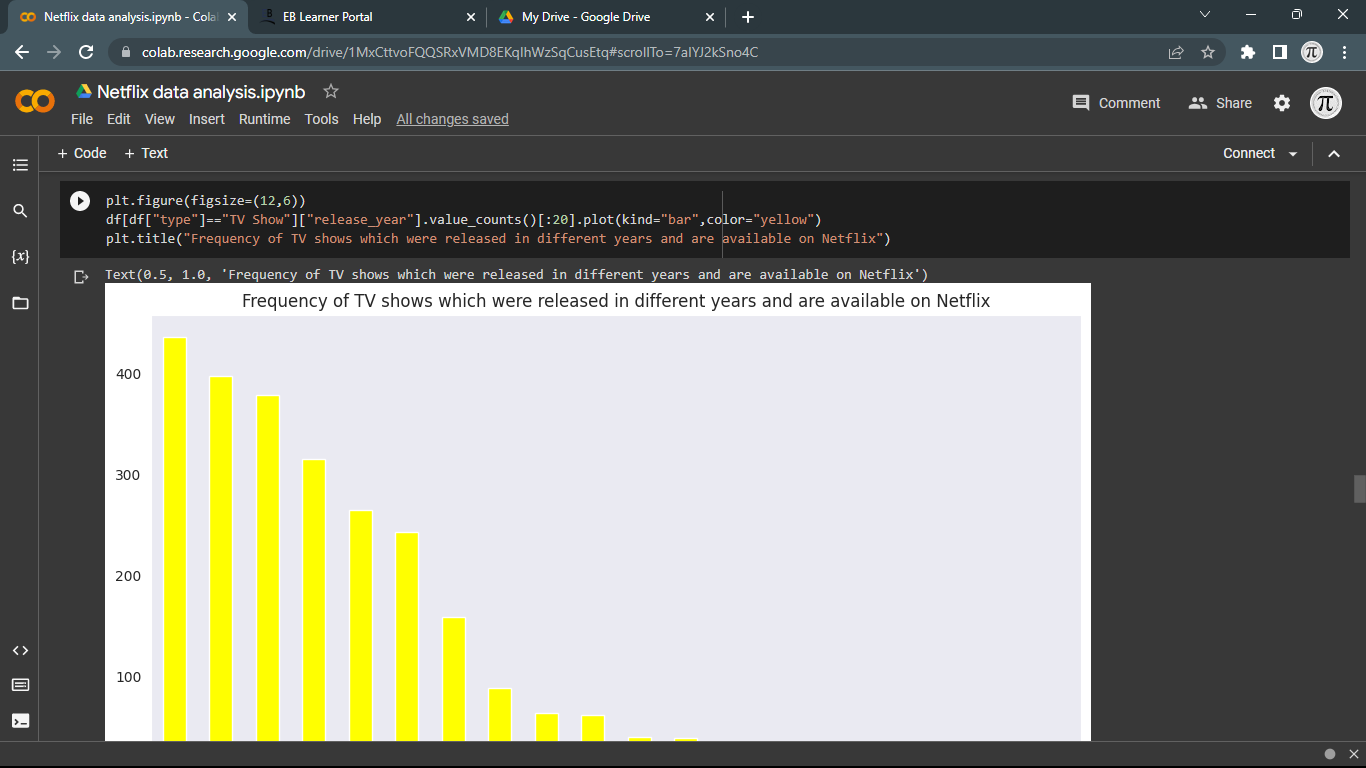 Netflix data analysis.ipynb - Cola
EB Learner Portal
My Drive - Google Drive
colab.research.google.com/drive/1MxCttvoFQQSRxVMD8EKqIhWzSqCusEtq#scrollTo=7aIYJ2kSno4C
Netflix data analysis.ipynb
File Edit View Insert Runtime Tools Help All changes saved
Comment Share
+ Code + Text
Connect
plt.figure(figsize=(12,6))
df[df["type"]=="TV Show"]["release_year"].value_counts()[:20].plot(kind="bar",color="yellow")
plt.title("Frequency of TV shows which were released in different years and are available on Netflix")
Text(0.5, 1.0, 'Frequency of TV shows which were released in different years and are available on Netflix')
Frequency of TV shows which were released in different years and are available on Netflix
400
300
200
100